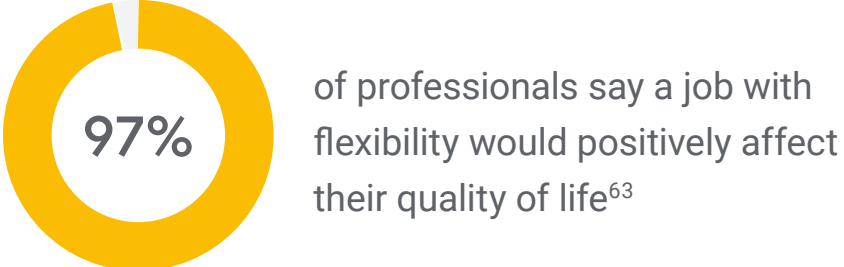 97%
of professionals say a job with
flexibility would positively affect
their quality of life⁶³